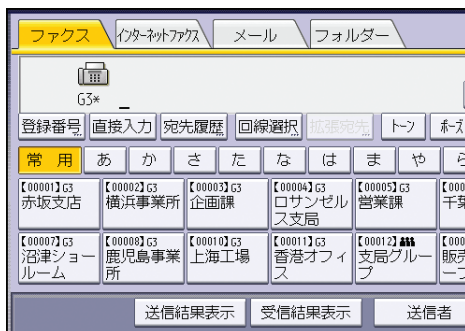 ファクス インターネットファクス メール フォルダー
G3*
登録番号 直接入力 宛先履歴 回線選択 拡張宛先 トーン ポーズ
常用 あ か さ た な は ま や ら
【00001】G3 【00002】G3 【00003】G3 【00004】G3 【00005】G3
赤坂支店 横浜事業所 企画課 ロサンゼル 営業課 千葉
ス支局
【00007】G3 【00008】G3 【00010】G3 【00011】G3 【00012】
沼津ショー 鹿児島事業 上海工場 香港オフィ 支局グルー 販売
ルーム 所 ス プ ープ
送信結果表示 受信結果表示 送信者